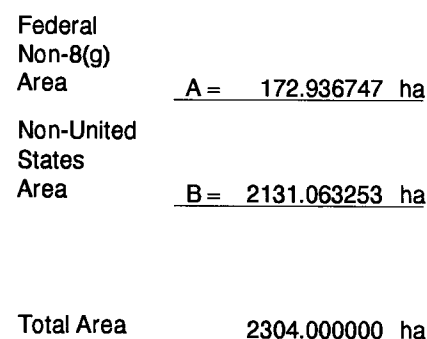 Federal
Non-8(g)
Area A = 172.936747 ha
Non-United
States
Area B = 2131.063253 ha
Total Area 2304.000000 ha